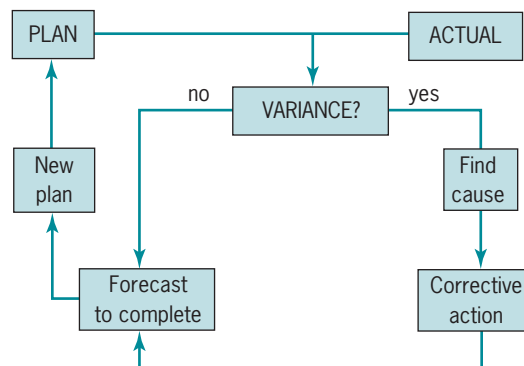 PLAN
ACTUAL
no
VARIANCE?
yes
New
plan
Find
cause
Forecast
to complete
Corrective
action